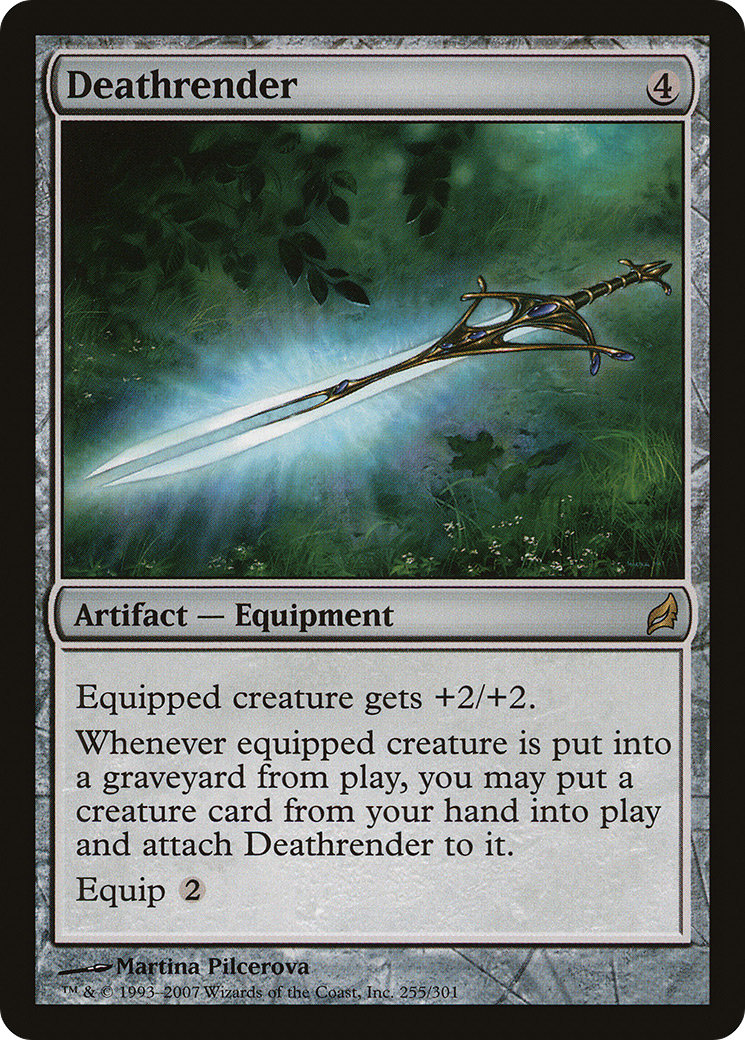 Deathrender 4
Artifact — Equipment
Equipped creature gets +2/+2.
Whenever equipped creature is put into
a graveyard from play, you may put a
creature card from your hand into play
and attach Deathrender to it.
Equip 2
Martina Pilcerova
™ & © 1993–2007 Wizards of the Coast, Inc. 255/301